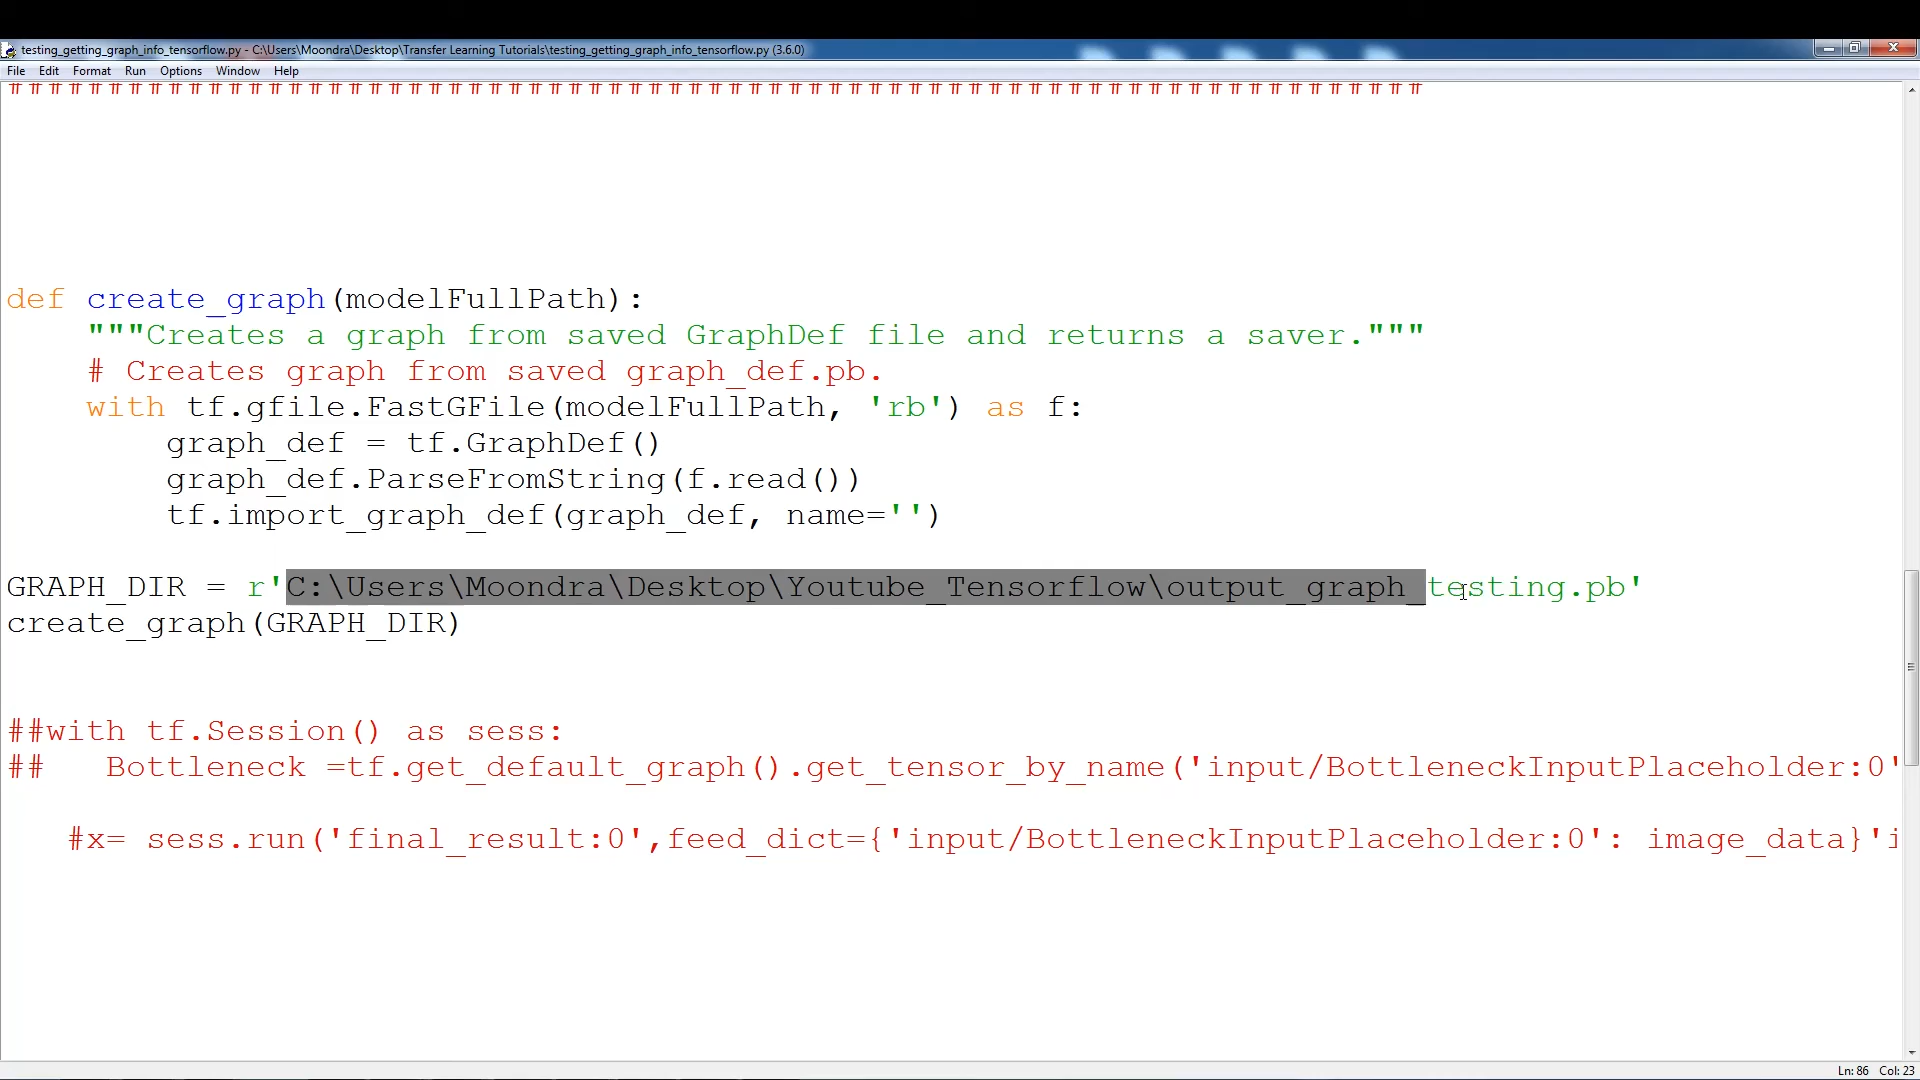 testing_getting_graph_info_tensorflow.py - C:\Users\Moondra\Desktop\Transfer Learning Tutorials\testing_getting_graph_info_tensorflow.py (3.6.0)
File Edit Format Run Options Window Help
#######################################################################
def create_graph(modelFullPath):
"""Creates a graph from saved GraphDef file and returns a saver."""
# Creates graph from saved graph_def.pb.
with tf.gfile.FastGFile(modelFullPath, 'rb') as f:
graph_def = tf.GraphDef()
graph_def.ParseFromString(f.read())
tf.import_graph_def(graph_def, name='')
GRAPH_DIR = r'C:\Users\Moondra\Desktop\Youtube_Tensorflow\output_graph_testing.pb'
create_graph(GRAPH_DIR)
##with tf.Session() as sess:
##   Bottleneck =tf.get_default_graph().get_tensor_by_name('input/BottleneckInputPlaceholder:0'
#x= sess.run('final_result:0',feed_dict={'input/BottleneckInputPlaceholder:0': image_data}'i
Ln: 86 Col: 23